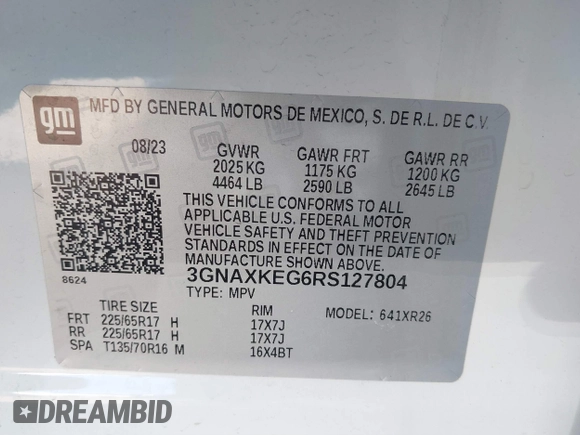 gm
MFD BY GENERAL MOTORS DE MEXICO, S. DE R.L. DE C.V.
08/23 GVWR GAWR FRT GAWR RR
2025 KG 1175 KG 1200 KG
4464 LB 2590 LB 2645 LB
THIS VEHICLE CONFORMS TO ALL
APPLICABLE U.S. FEDERAL MOTOR
VEHICLE SAFETY AND THEFT PREVENTION
STANDARDS IN EFFECT ON THE DATE OF
MANUFACTURE SHOWN ABOVE.
8624 3GNAXKEG6RS127804
TYPE: MPV
TIRE SIZE RIM MODEL: 641XR26
FRT 225/65R17 H 17X7J
RR 225/65R17 H 17X7J
SPA T135/70R16 M 16X4BT
DREAMBID